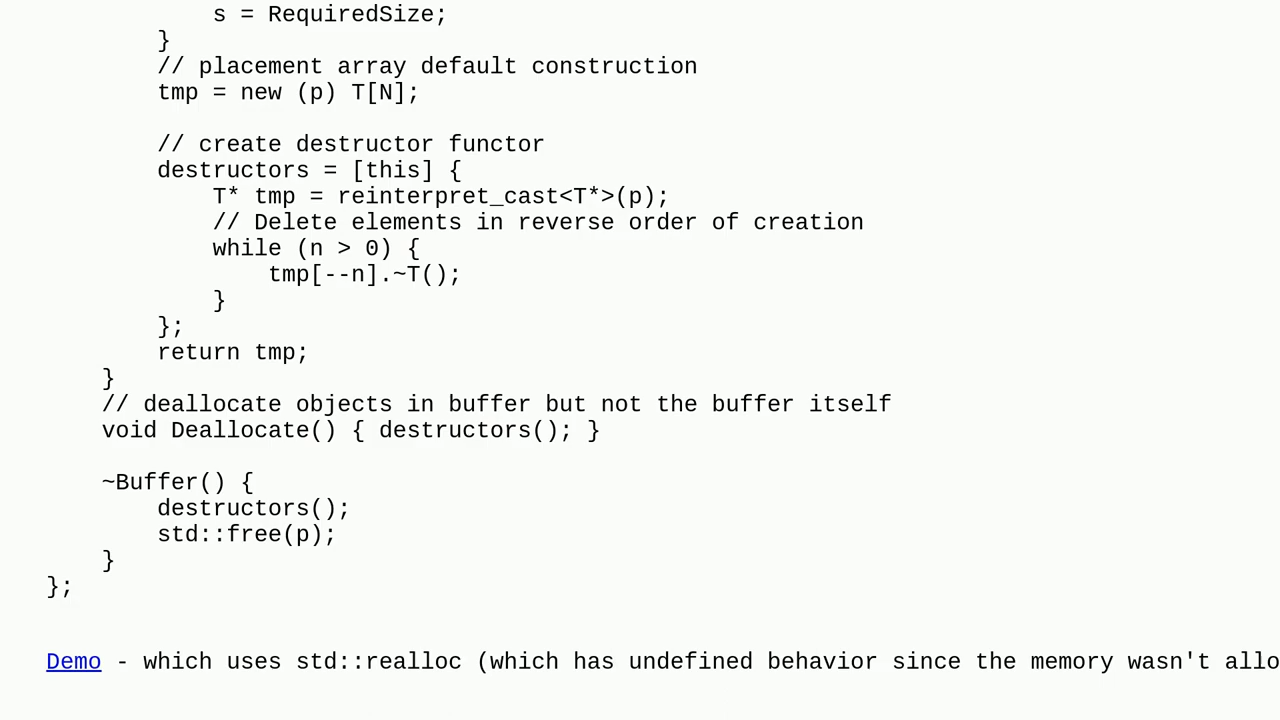 s = RequiredSize;
}
// placement array default construction
tmp = new (p) T[N];
// create destructor functor
destructors = [this] {
T* tmp = reinterpret_cast<T*>(p);
// Delete elements in reverse order of creation
while (n > 0) {
tmp[--n].~T();
}
};
return tmp;
}
// deallocate objects in buffer but not the buffer itself
void Deallocate() { destructors(); }
~Buffer() {
destructors();
std::free(p);
}
};
Demo - which uses std::realloc (which has undefined behavior since the memory wasn't allo